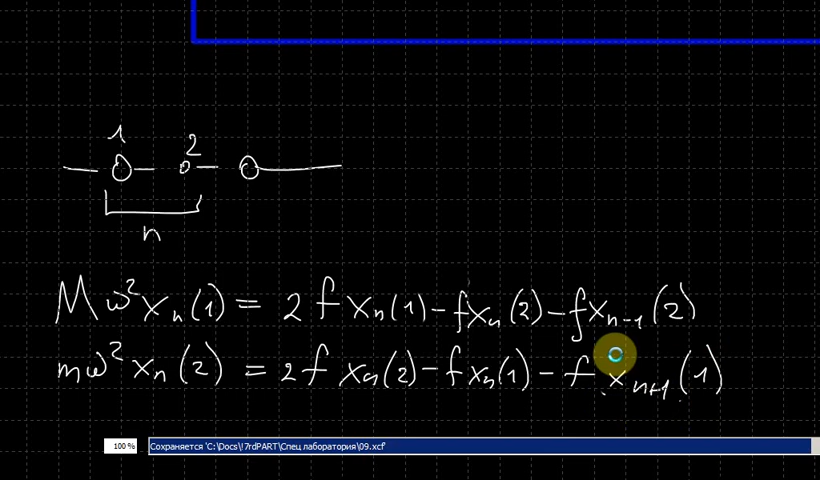 1
2
n
Mω²xₙ(1) = 2fxₙ(1) - fxₙ(2) - fxₙ₋₁(2)
mω²xₙ(2) = 2fxₙ(2) - fxₙ(1) - fxₙ₊₁(1)
100 % Сохраняется 'C:\Docs\!7rdPART\Спец лаборатория\09.xcf'